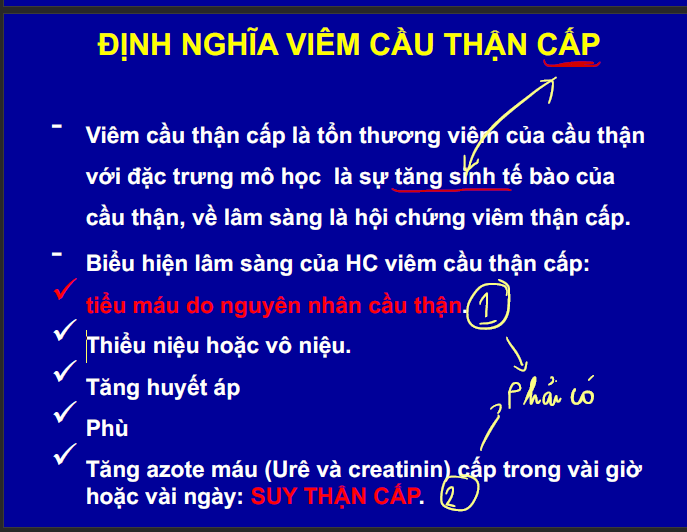 ĐỊNH NGHĨA VIÊM CẦU THẬN CẤP
- Viêm cầu thận cấp là tổn thương viêm của cầu thận
với đặc trưng mô học là sự tăng sinh tế bào của
cầu thận, về lâm sàng là hội chứng viêm thận cấp.
- Biểu hiện lâm sàng của HC viêm cầu thận cấp:
✓ tiểu máu do nguyên nhân cầu thận. 1
✓ Thiểu niệu hoặc vô niệu.
✓ Tăng huyết áp
Phải có
✓ Phù
✓ Tăng azote máu (Urê và creatinin) cấp trong vài giờ
hoặc vài ngày: SUY THẬN CẤP. 2